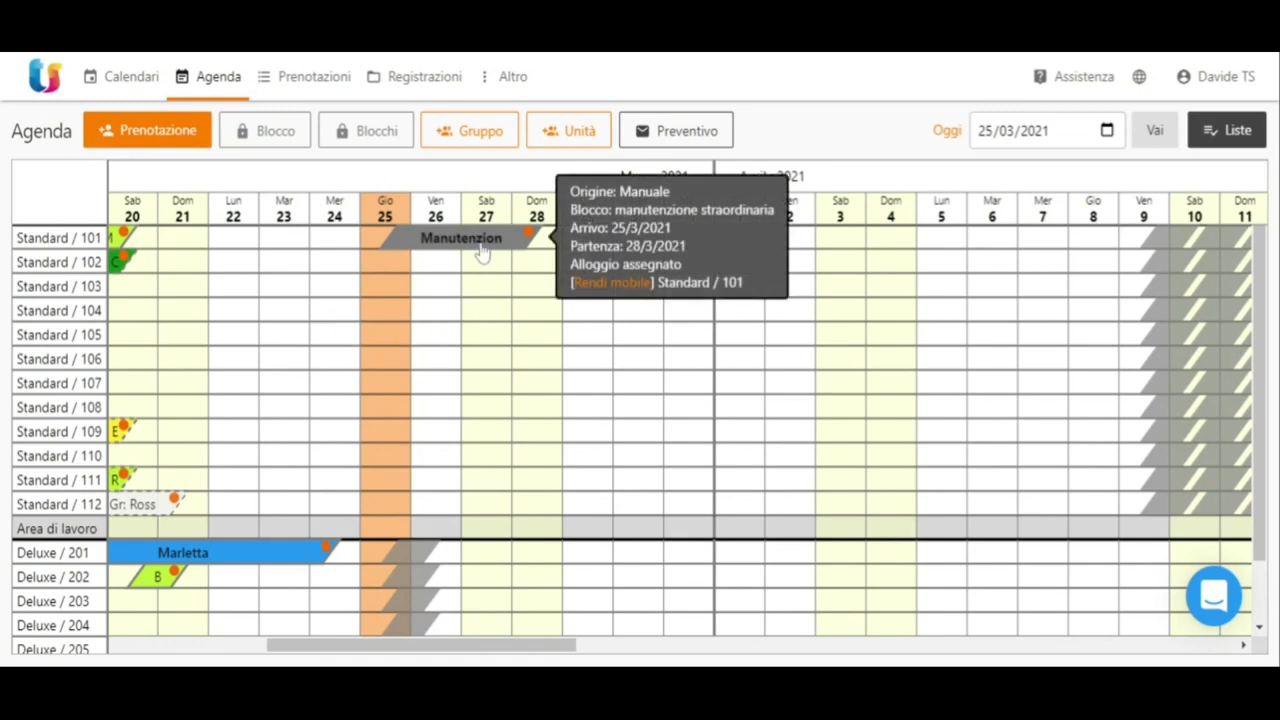 Calendari Agenda Prenotazioni Registrazioni Altro Assistenza Davide TS
Agenda Prenotazione Blocco Blocchi Gruppo Unità Preventivo Oggi 25/03/2021 Vai Liste
2021 2021
Sab Dom Lun Mar Mer Gio Ven Sab Dom Sab Dom Lun Mar Mer Gio Ven Sab Dom
20 21 22 23 24 25 26 27 28 2 3 4 5 6 7 8 9 10 11
Origine: Manuale
Blocco: manutenzione straordinaria
Arrivo: 25/3/2021
Partenza: 28/3/2021
Alloggio assegnato
[Rendi mobile] Standard / 101
Standard / 101 Manutenzion
Standard / 102 C
Standard / 103
Standard / 104
Standard / 105
Standard / 106
Standard / 107
Standard / 108
Standard / 109 E
Standard / 110
Standard / 111 R
Standard / 112 Gr: Ross
Area di lavoro
Deluxe / 201 Marletta
Deluxe / 202 B
Deluxe / 203
Deluxe / 204
Deluxe / 205